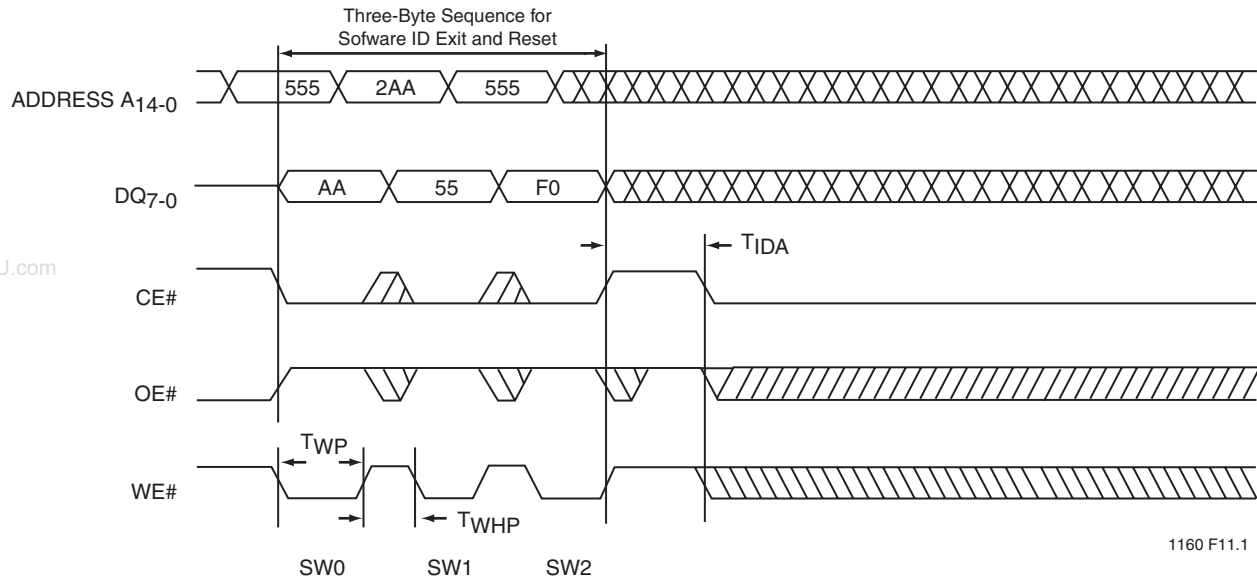 Three-Byte Sequence for
Sofware ID Exit and Reset
ADDRESS A14-0
555
2AA
555
DQ7-0
AA
55
F0
TIDA
U.com
CE#
OE#
TWP
WE#
TWHP
SW0
SW1
SW2
1160 F11.1